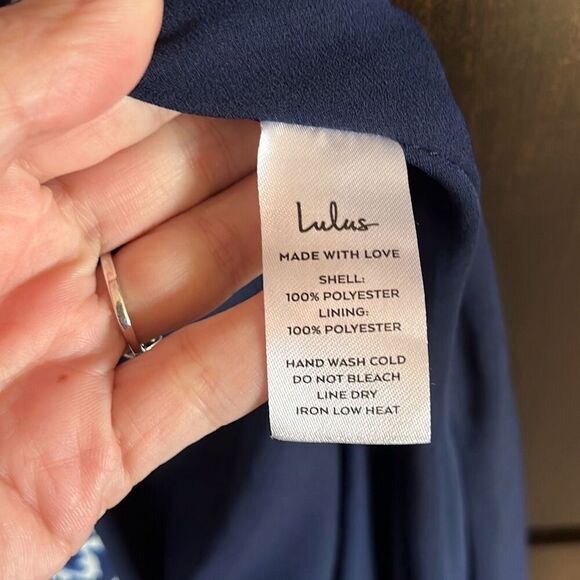 Lulus
MADE WITH LOVE
SHELL:
100% POLYESTER
LINING:
100% POLYESTER
HAND WASH COLD
DO NOT BLEACH
LINE DRY
IRON LOW HEAT